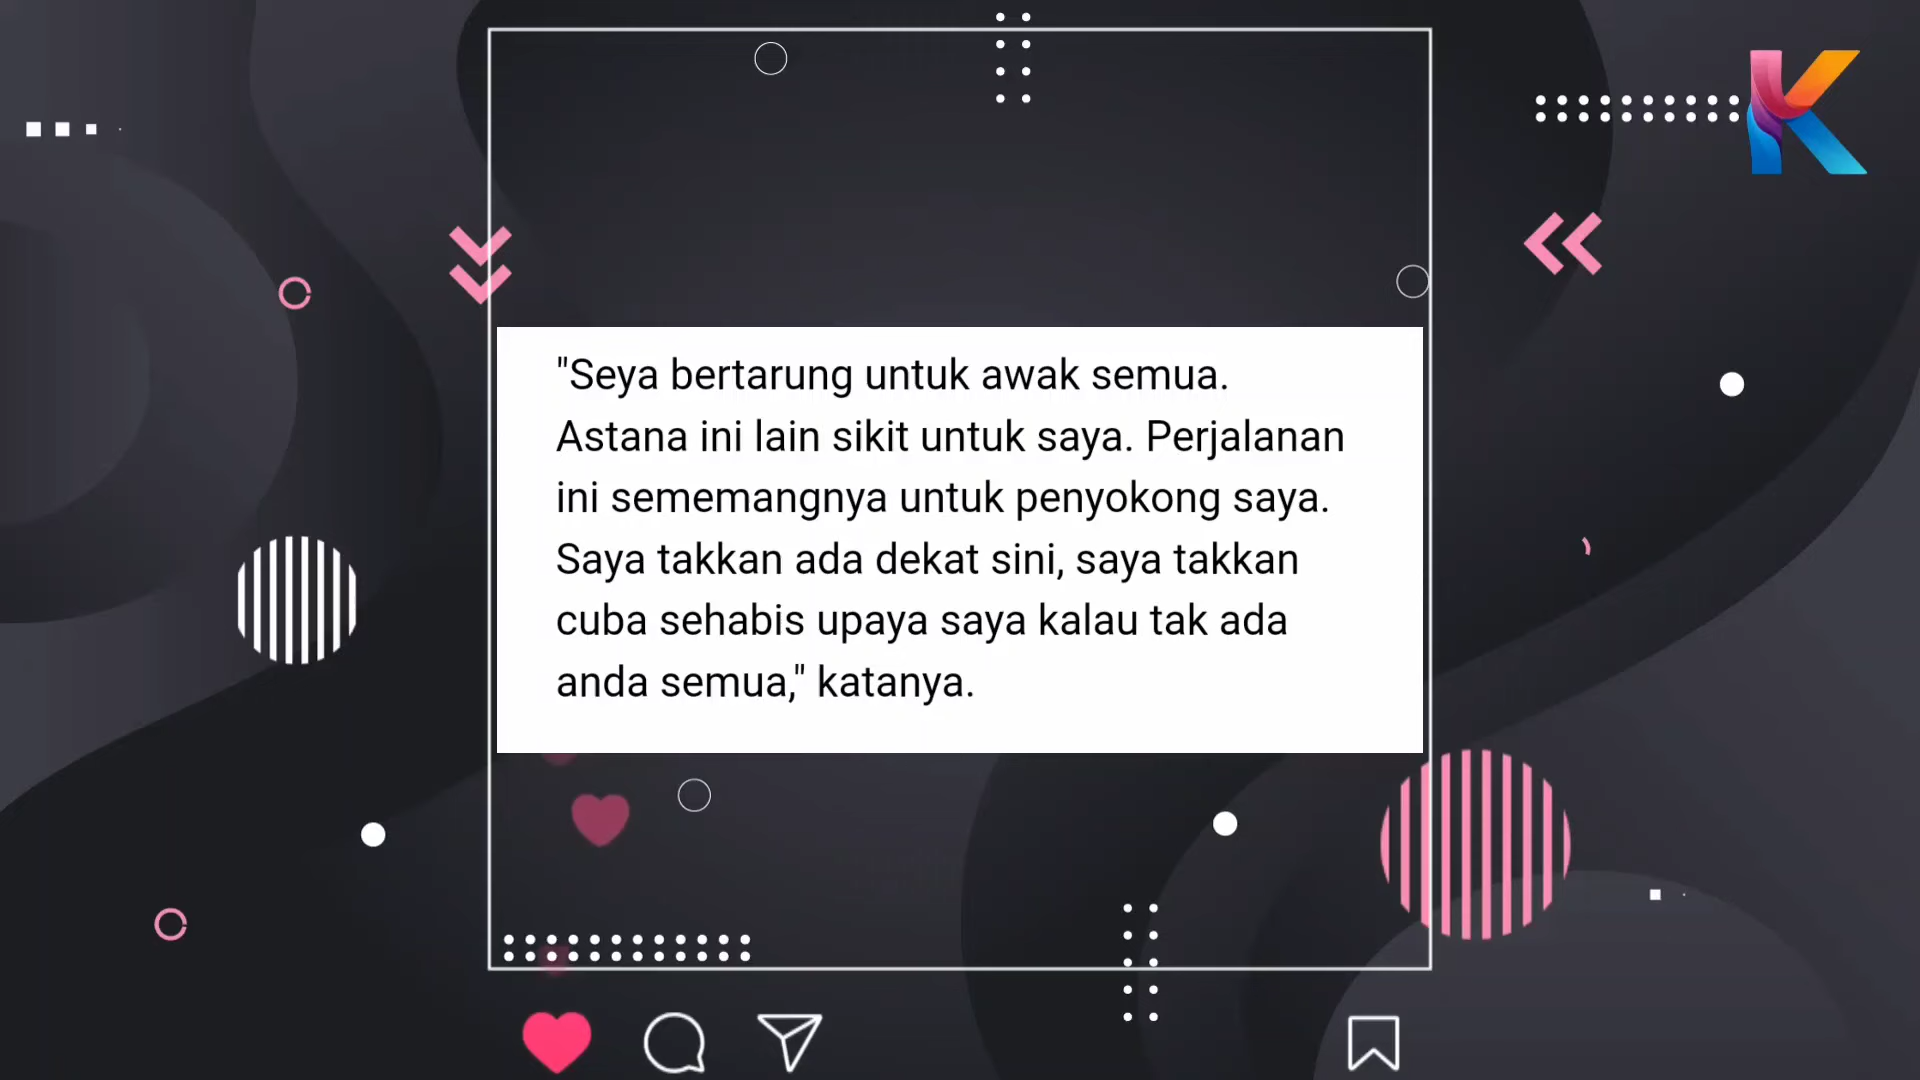 "Seya bertarung untuk awak semua.
Astana ini lain sikit untuk saya. Perjalanan
ini sememangnya untuk penyokong saya.
Saya takkan ada dekat sini, saya takkan
cuba sehabis upaya saya kalau tak ada
anda semua," katanya.